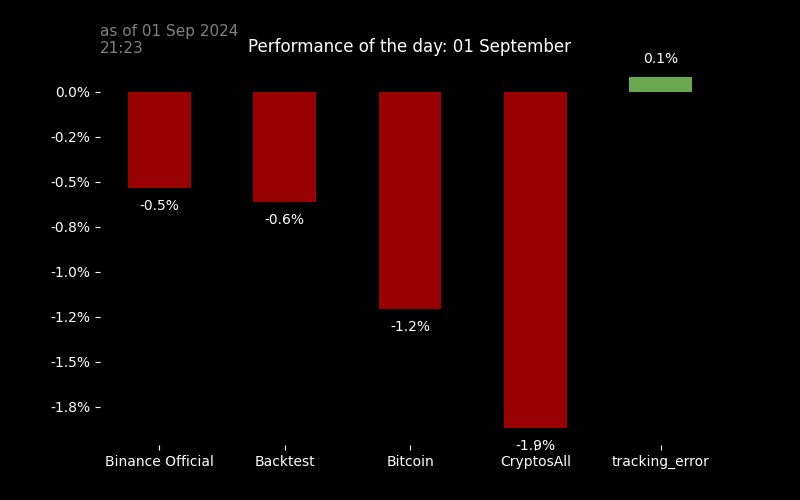 as of 01 Sep 2024
21:23
Performance of the day: 01 September
0.1%
0.0%
-0.2%
-0.5%
-0.8%
-1.0%
-1.2%
-1.5%
-1.8%
-0.5%
-0.6%
-1.2%
-1.9%
Binance Official
Backtest
Bitcoin
CryptosAll
tracking_error